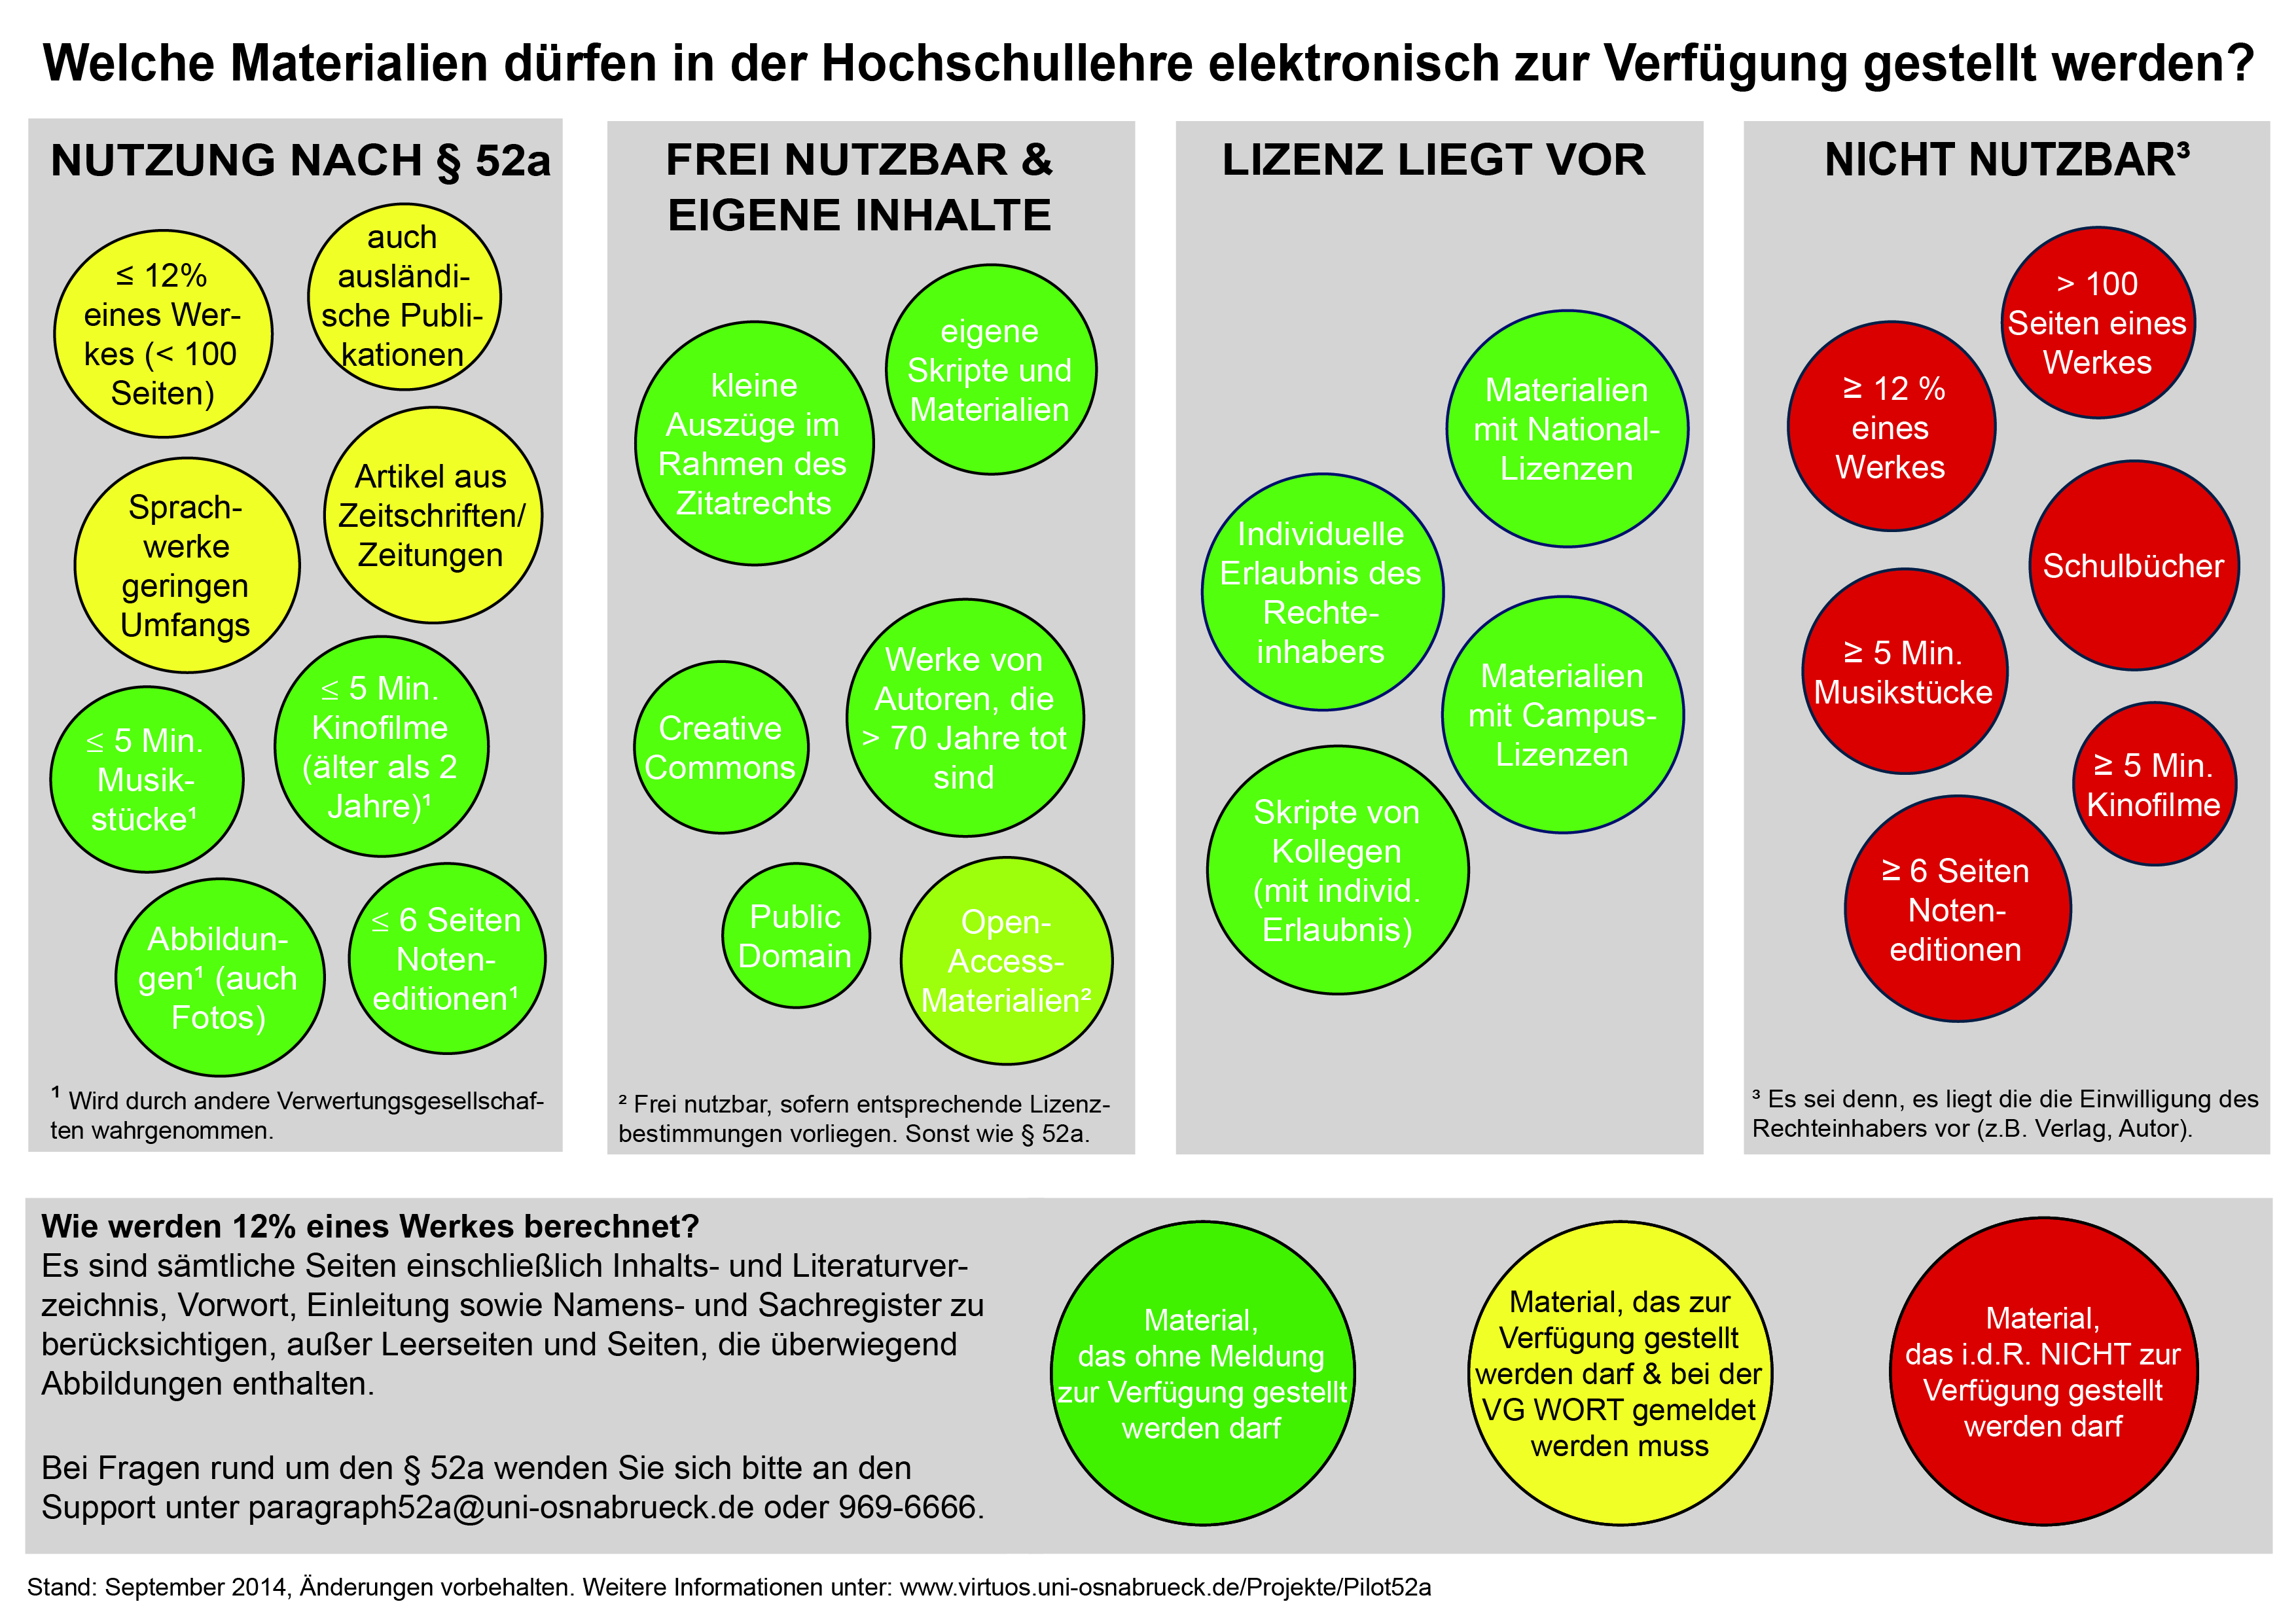 Welche Materialien dürfen in der Hochschullehre elektronisch zur Verfügung gestellt werden?
NUTZUNG NACH § 52a
≤ 12%
eines Wer-
kes (< 100
Seiten)
auch
ausländi-
sche Publi-
kationen
Sprach-
werke
geringen
Umfangs
Artikel aus
Zeitschriften/
Zeitungen
≤ 5 Min.
Musik-
stücke¹
≤ 5 Min.
Kinofilme
(älter als 2
Jahre)¹
Abbildun-
gen¹ (auch
Fotos)
≤ 6 Seiten
Noten-
editionen¹
¹ Wird durch andere Verwertungsgesellschaf-
ten wahrgenommen.
FREI NUTZBAR &
EIGENE INHALTE
kleine
Auszüge im
Rahmen des
Zitatrechts
eigene
Skripte und
Materialien
Creative
Commons
Werke von
Autoren, die
> 70 Jahre tot
sind
Public
Domain
Open-
Access-
Materialien²
² Frei nutzbar, sofern entsprechende Lizenz-
bestimmungen vorliegen. Sonst wie § 52a.
LIZENZ LIEGT VOR
Materialien
mit National-
Lizenzen
Individuelle
Erlaubnis des
Rechte-
inhabers
Materialien
mit Campus-
Lizenzen
Skripte von
Kollegen
(mit individ.
Erlaubnis)
NICHT NUTZBAR³
> 100
Seiten eines
Werkes
≥ 12 %
eines
Werkes
Schulbücher
≥ 5 Min.
Musikstücke
≥ 5 Min.
Kinofilme
≥ 6 Seiten
Noten-
editionen
³ Es sei denn, es liegt die die Einwilligung des
Rechteinhabers vor (z.B. Verlag, Autor).
Wie werden 12% eines Werkes berechnet?
Es sind sämtliche Seiten einschließlich Inhalts- und Literaturver-
zeichnis, Vorwort, Einleitung sowie Namens- und Sachregister zu
berücksichtigen, außer Leerseiten und Seiten, die überwiegend
Abbildungen enthalten.
Bei Fragen rund um den § 52a wenden Sie sich bitte an den
Support unter paragraph52a@uni-osnabrueck.de oder 969-6666.
Material,
das ohne Meldung
zur Verfügung gestellt
werden darf
Material, das zur
Verfügung gestellt
werden darf & bei der
VG WORT gemeldet
werden muss
Material,
das i.d.R. NICHT zur
Verfügung gestellt
werden darf
Stand: September 2014, Änderungen vorbehalten. Weitere Informationen unter: www.virtuos.uni-osnabrueck.de/Projekte/Pilot52a